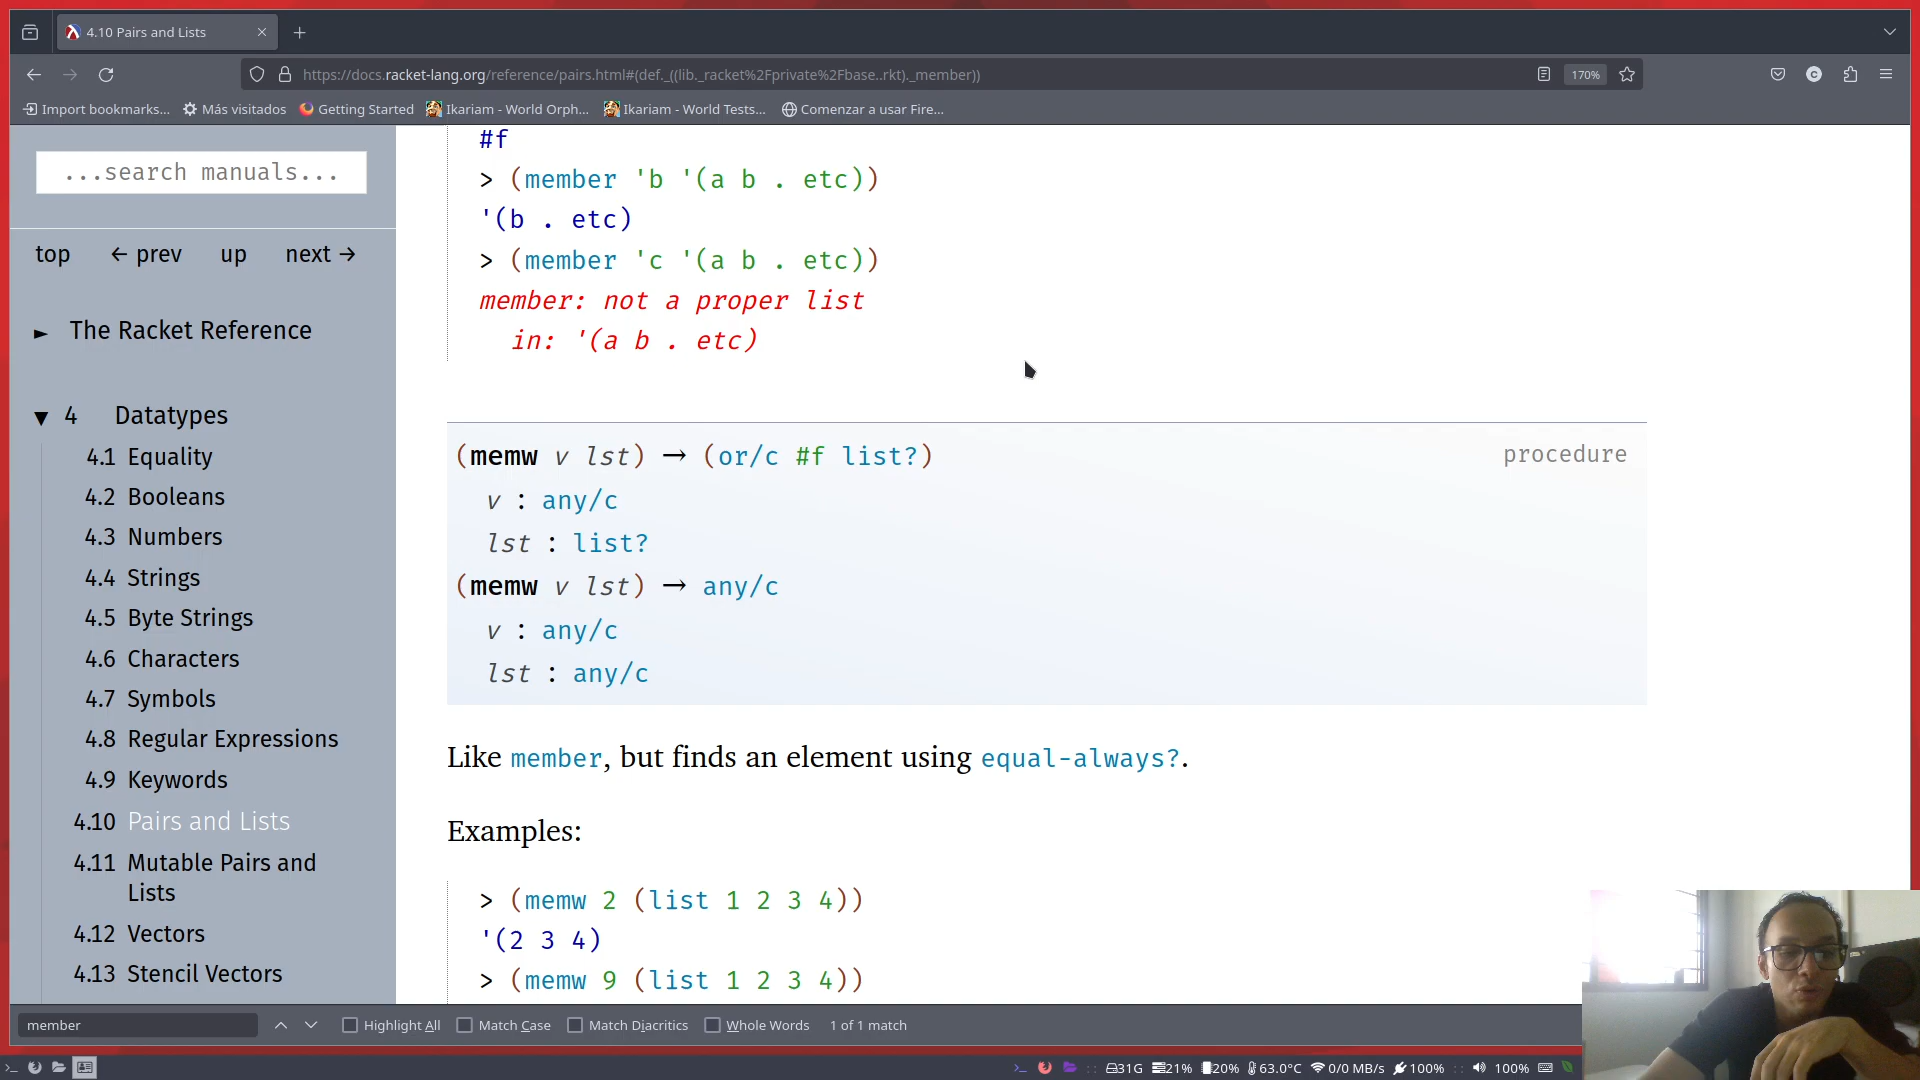 4.10 Pairs and Lists
https://docs.racket-lang.org/reference/pairs.html#(def._((lib._racket%2Fprivate%2Fbase..rkt)._member))
170%
Import bookmarks...
Más visitados
Getting Started
Ikariam - World Orph...
Ikariam - World Tests...
Comenzar a usar Fire...
...search manuals...
top ← prev up next →
► The Racket Reference
▼ 4 Datatypes
4.1 Equality
4.2 Booleans
4.3 Numbers
4.4 Strings
4.5 Byte Strings
4.6 Characters
4.7 Symbols
4.8 Regular Expressions
4.9 Keywords
4.10 Pairs and Lists
4.11 Mutable Pairs and
Lists
4.12 Vectors
4.13 Stencil Vectors
#f
> (member 'b '(a b . etc))
'(b . etc)
> (member 'c '(a b . etc))
member: not a proper list
in: '(a b . etc)
(memw v lst) → (or/c #f list?)
procedure
v : any/c
lst : list?
(memw v lst) → any/c
v : any/c
lst : any/c
Like member, but finds an element using equal-always?.
Examples:
> (memw 2 (list 1 2 3 4))
'(2 3 4)
> (memw 9 (list 1 2 3 4))
member
Highlight All
Match Case
Match Diacritics
Whole Words
1 of 1 match
31G 21% 20% 63.0°C 0/0 MB/s 100% 100%